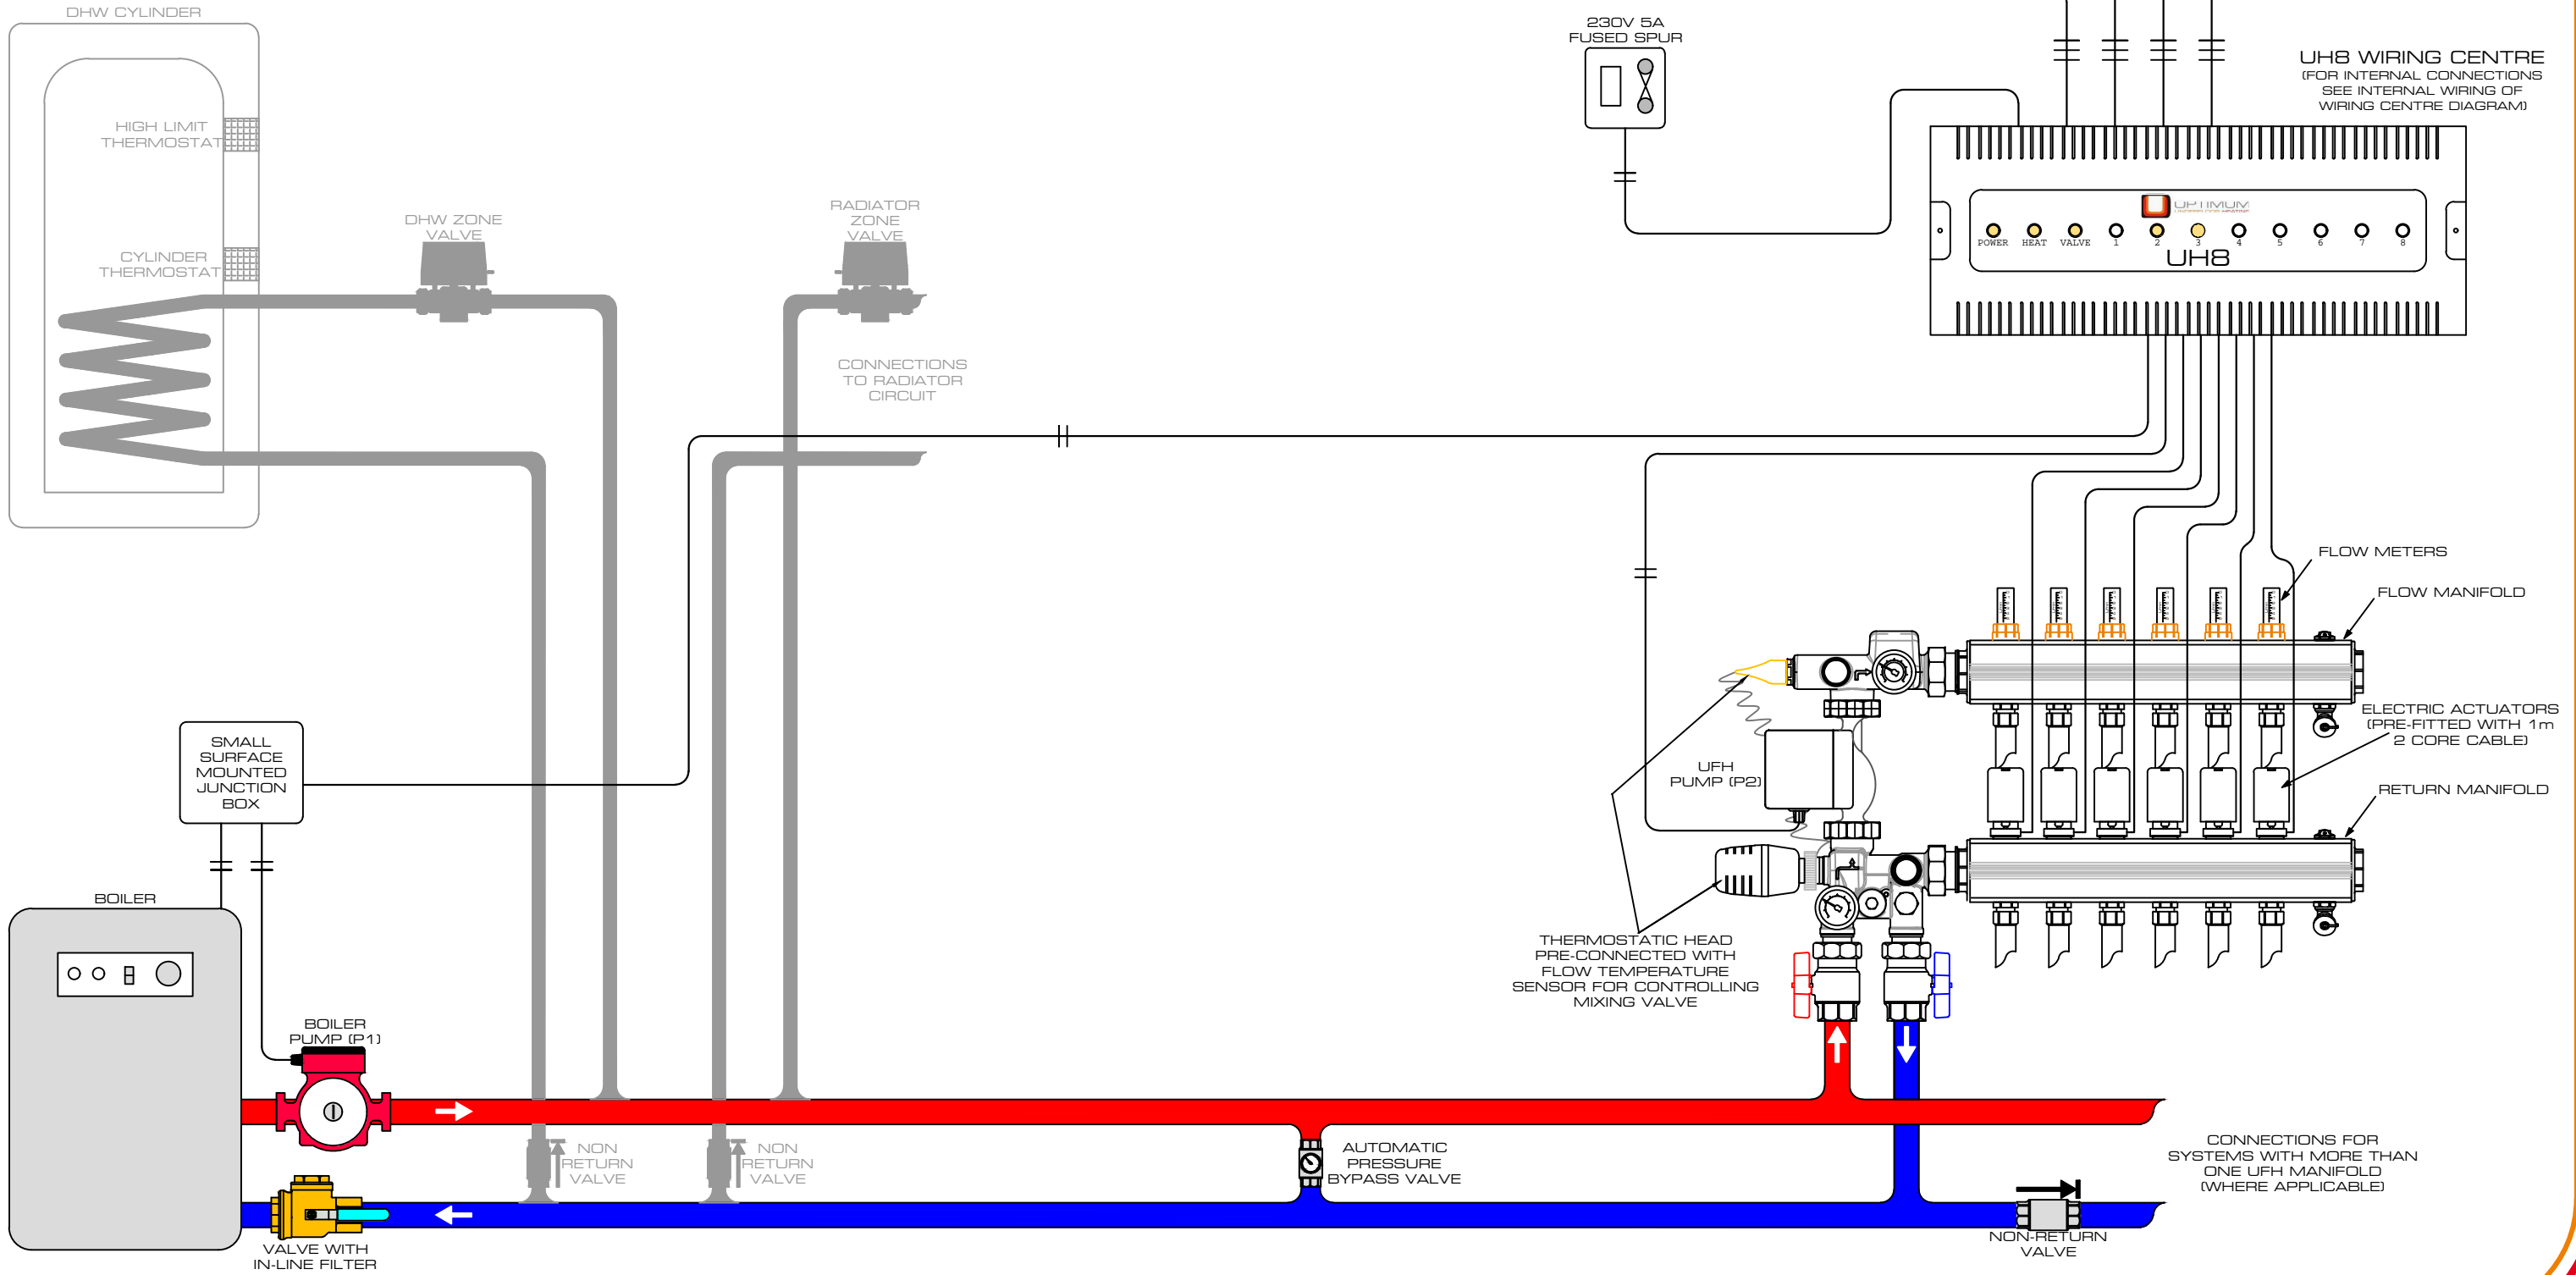 DHW CYLINDER
HIGH LIMIT
THERMOSTAT
CYLINDER
THERMOSTAT
DHW ZONE
VALVE
RADIATOR
ZONE
VALVE
CONNECTIONS
TO RADIATOR
CIRCUIT
230V 5A
FUSED SPUR
UH8 WIRING CENTRE
(FOR INTERNAL CONNECTIONS
SEE INTERNAL WIRING OF
WIRING CENTRE DIAGRAM)
OPTIMUM
POWER HEAT VALVE 1 2 3 4 5 6 7 8
UH8
FLOW METERS
FLOW MANIFOLD
ELECTRIC ACTUATORS
(PRE-FITTED WITH 1m
2 CORE CABLE)
RETURN MANIFOLD
UFH
PUMP (P2)
THERMOSTATIC HEAD
PRE-CONNECTED WITH
FLOW TEMPERATURE
SENSOR FOR CONTROLLING
MIXING VALVE
SMALL
SURFACE
MOUNTED
JUNCTION
BOX
BOILER
BOILER
PUMP (P1)
VALVE WITH
IN-LINE FILTER
NON
RETURN
VALVE
NON
RETURN
VALVE
AUTOMATIC
PRESSURE
BYPASS VALVE
CONNECTIONS FOR
SYSTEMS WITH MORE THAN
ONE UFH MANIFOLD
(WHERE APPLICABLE)
NON-RETURN
VALVE